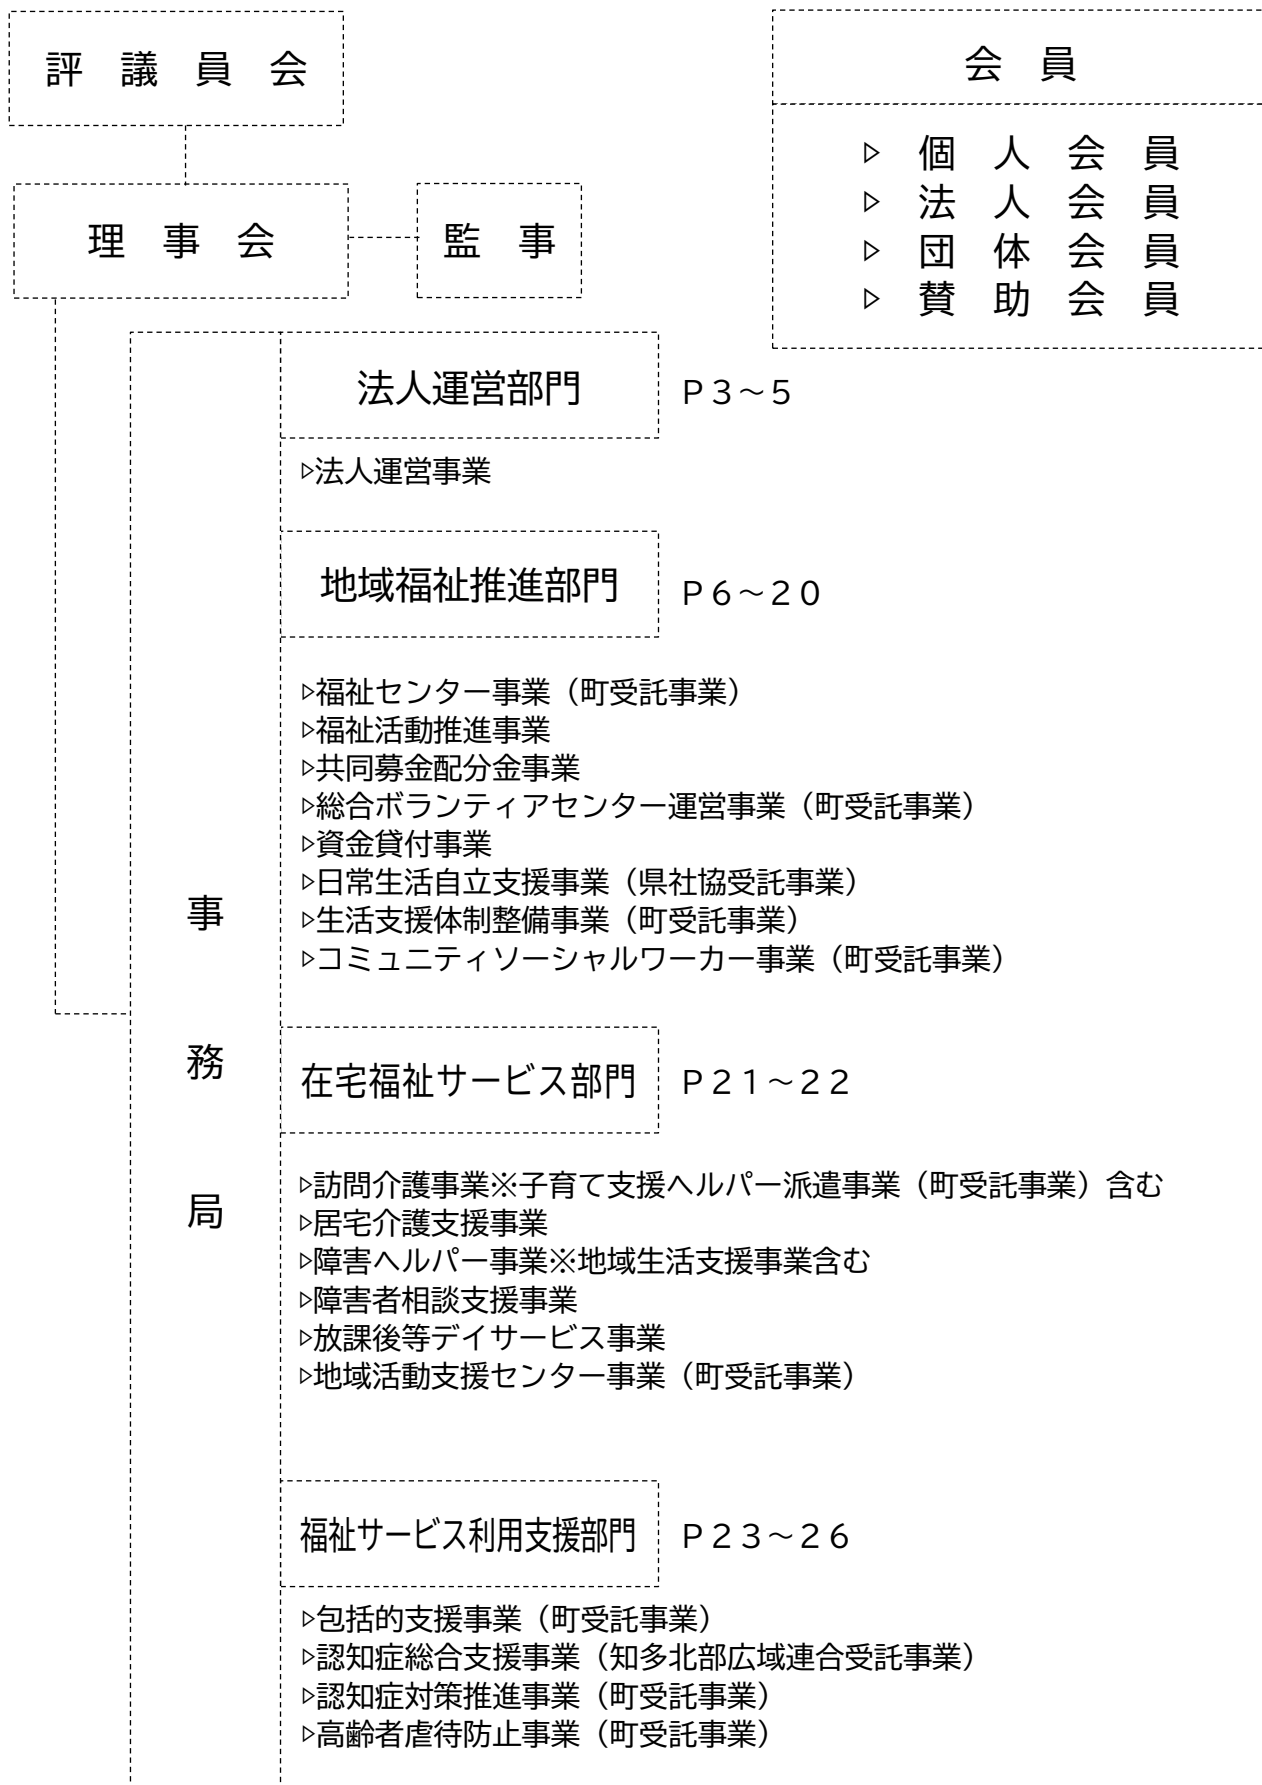 評 議 員 会
理 事 会
監 事
会 員
▷ 個 人 会 員
▷ 法 人 会 員
▷ 団 体 会 員
▷ 賛 助 会 員
事 務 局
法人運営部門
Ｐ３～５
▷法人運営事業
地域福祉推進部門
Ｐ６～２０
▷福祉センター事業（町受託事業）
▷福祉活動推進事業
▷共同募金配分金事業
▷総合ボランティアセンター運営事業（町受託事業）
▷資金貸付事業
▷日常生活自立支援事業（県社協受託事業）
▷生活支援体制整備事業（町受託事業）
▷コミュニティソーシャルワーカー事業（町受託事業）
在宅福祉サービス部門
Ｐ２１～２２
▷訪問介護事業※子育て支援ヘルパー派遣事業（町受託事業）含む
▷居宅介護支援事業
▷障害ヘルパー事業※地域生活支援事業含む
▷障害者相談支援事業
▷放課後等デイサービス事業
▷地域活動支援センター事業（町受託事業）
福祉サービス利用支援部門
Ｐ２３～２６
▷包括的支援事業（町受託事業）
▷認知症総合支援事業（知多北部広域連合受託事業）
▷認知症対策推進事業（町受託事業）
▷高齢者虐待防止事業（町受託事業）